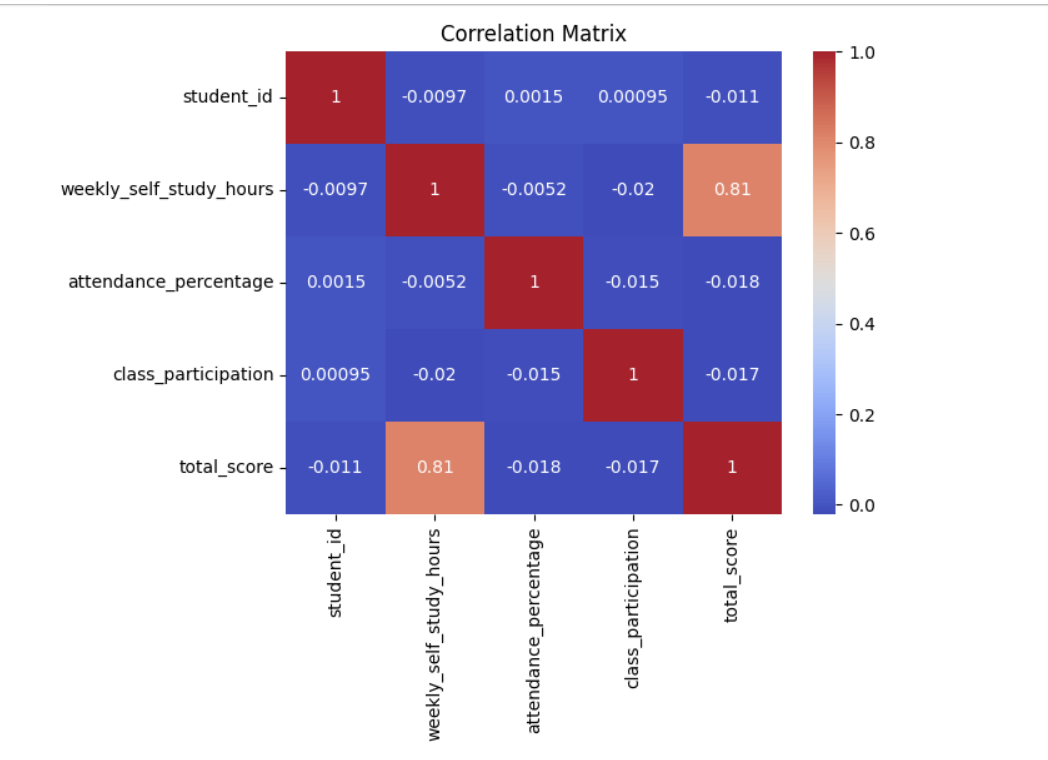 Correlation Matrix
student_id 1 -0.0097 0.0015 0.00095 -0.011
weekly_self_study_hours -0.0097 1 -0.0052 -0.02 0.81
attendance_percentage 0.0015 -0.0052 1 -0.015 -0.018
class_participation 0.00095 -0.02 -0.015 1 -0.017
total_score -0.011 0.81 -0.018 -0.017 1
student_id
weekly_self_study_hours
attendance_percentage
class_participation
total_score
1.0
0.8
0.6
0.4
0.2
0.0